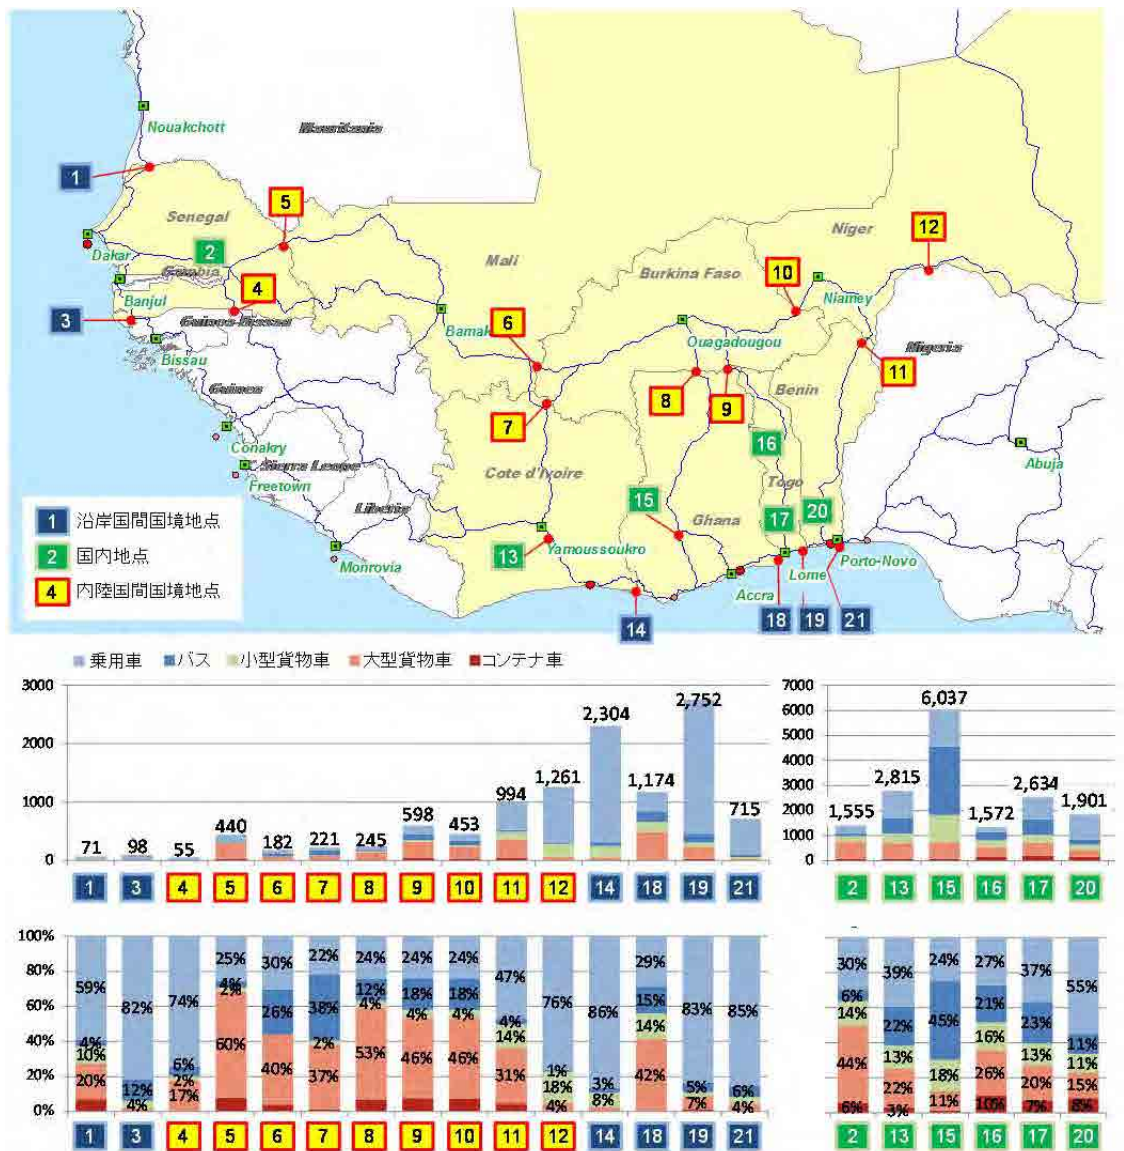 Nouakchott
Mauritania
1
5
Senegal
2
12
Niger
Dakar
Mali
Gambia
Burkina Faso
10
4
Banjul
Niamey
3
Guinea-Bissau
6
Bamak
Ouagadougou
Bissau
Nigeria
Benin
11
Guinea
8
9
7
16
Conakry
Abuja
Sierra Leone
Cote d'Ivoire
Togo
Freetown
15
20
Liberia
Ghana
17
1 沿岸国間国境地点
2 国内地点
4 内陸国間国境地点
13
Yamoussoukro
Porto-Novo
Monrovia
Lome
Accra
14
18
19
21
乗用車 バス 小型貨物車 大型貨物車 コンテナ車
3000
2000
1000
0
71 98 55 440 182 221 245 598 453 994 1,261 2,304 1,174 2,752 715
1 3 4 5 6 7 8 9 10 11 12 14 18 19 21
7000
6000
5000
4000
3000
2000
1000
0
1,555 2,815 6,037 1,572 2,634 1,901
2 13 15 16 17 20
100%
80%
60%
40%
20%
0%
59% 82% 74% 25% 30% 22% 24% 24% 24% 47% 76% 86% 29% 83% 85%
4% 12% 6% 4% 26% 38% 12% 18% 18% 4% 1% 3% 15% 5% 6%
10% 4% 2% 2% 2% 4% 4% 4% 14% 18% 8% 14% 7% 4%
20% 17% 60% 40% 37% 53% 46% 46% 31% 4% 42%
1 3 4 5 6 7 8 9 10 11 12 14 18 19 21
30% 39% 24% 27% 37% 55%
6% 22% 45% 21% 23% 11%
14% 13% 18% 16% 13% 11%
44% 22% 11% 26% 20% 15%
6% 3% 10% 7% 8%
2 13 15 16 17 20